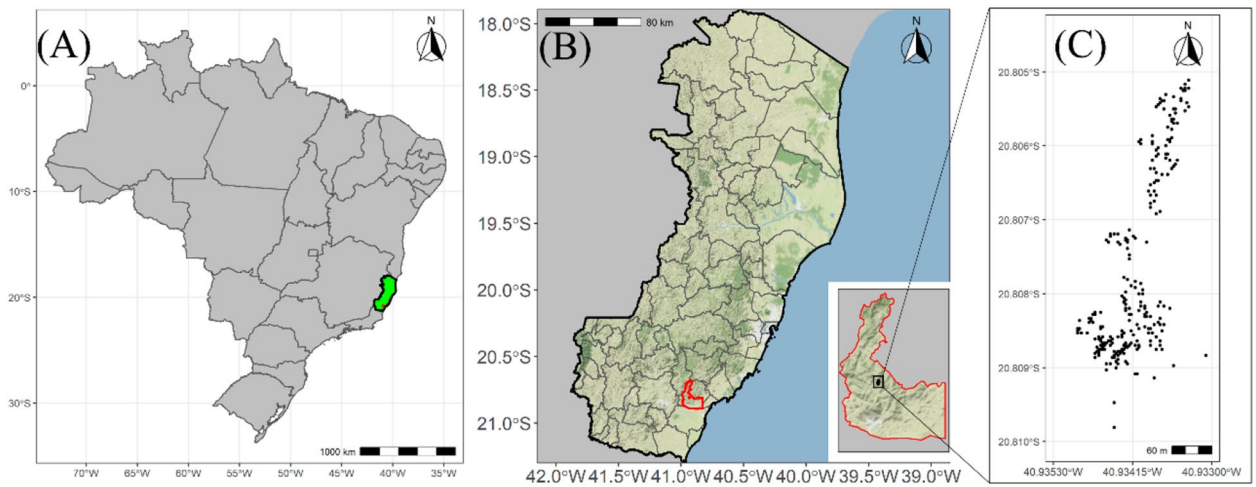 (A)
N
0°
10°S
20°S
30°S
1000 km
70°W
65°W
60°W
55°W
50°W
45°W
40°W
35°W
(B)
80 km
N
18.0°S
18.5°S
19.0°S
19.5°S
20.0°S
20.5°S
21.0°S
42.0°W
41.5°W
41.0°W
40.5°W
40.0°W
39.5°W
39.0°W
(C)
N
20.805°S
20.806°S
20.807°S
20.808°S
20.809°S
20.810°S
60 m
40.93530°W
40.93415°W
40.93300°W